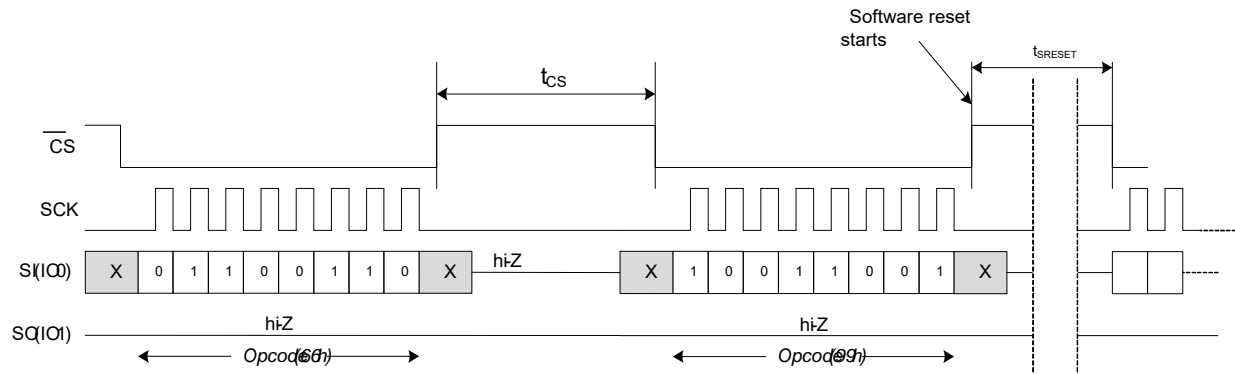 Software reset
starts
tSRESET
tCS
CS
SCK
SI(IO0) X 0 1 1 0 0 1 1 0 X hi-Z X 1 0 0 1 1 0 0 1 X
hi-Z hi-Z
SO(IO1)
Opcode(66h) Opcode(99h)